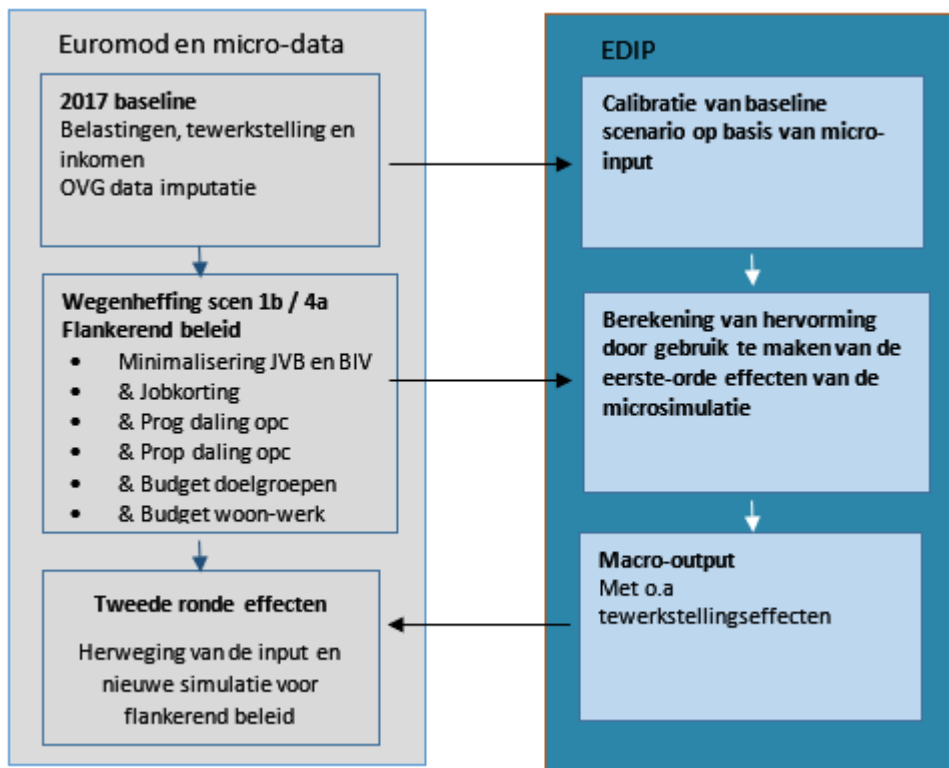 Euromod en micro-data
2017 baseline
Belastingen, tewerkstelling en
inkomen
OVG data imputatie
Wegenheffing scen 1b / 4a
Flankerend beleid
• Minimalisering JVB en BIV
• & Jobkorting
• & Prog daling opc
• & Prop daling opc
• & Budget doelgroepen
• & Budget woon-werk
Tweede ronde effecten
Herweging van de input en
nieuwe simulatie voor
flankerend beleid
EDIP
Calibratie van baseline
scenario op basis van micro-
input
Berekening van hervorming
door gebruik te maken van de
eerste-orde effecten van de
microsimulatie
Macro-output
Met o.a
tewerkstellingseffecten